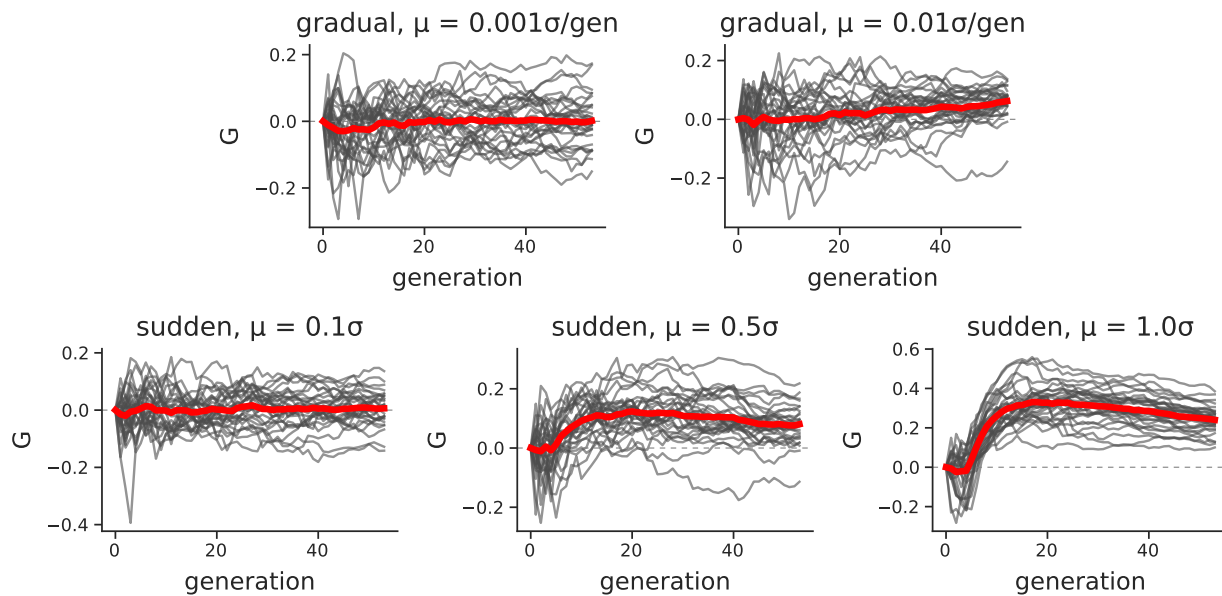 gradual, μ = 0.001σ/gen
0.2
0.0
−0.2
G
0
20
40
generation
gradual, μ = 0.01σ/gen
0.2
0.0
−0.2
G
0
20
40
generation
sudden, μ = 0.1σ
0.2
0.0
−0.2
−0.4
G
0
20
40
generation
sudden, μ = 0.5σ
0.2
0.0
−0.2
G
0
20
40
generation
sudden, μ = 1.0σ
0.6
0.4
0.2
0.0
−0.2
G
0
20
40
generation